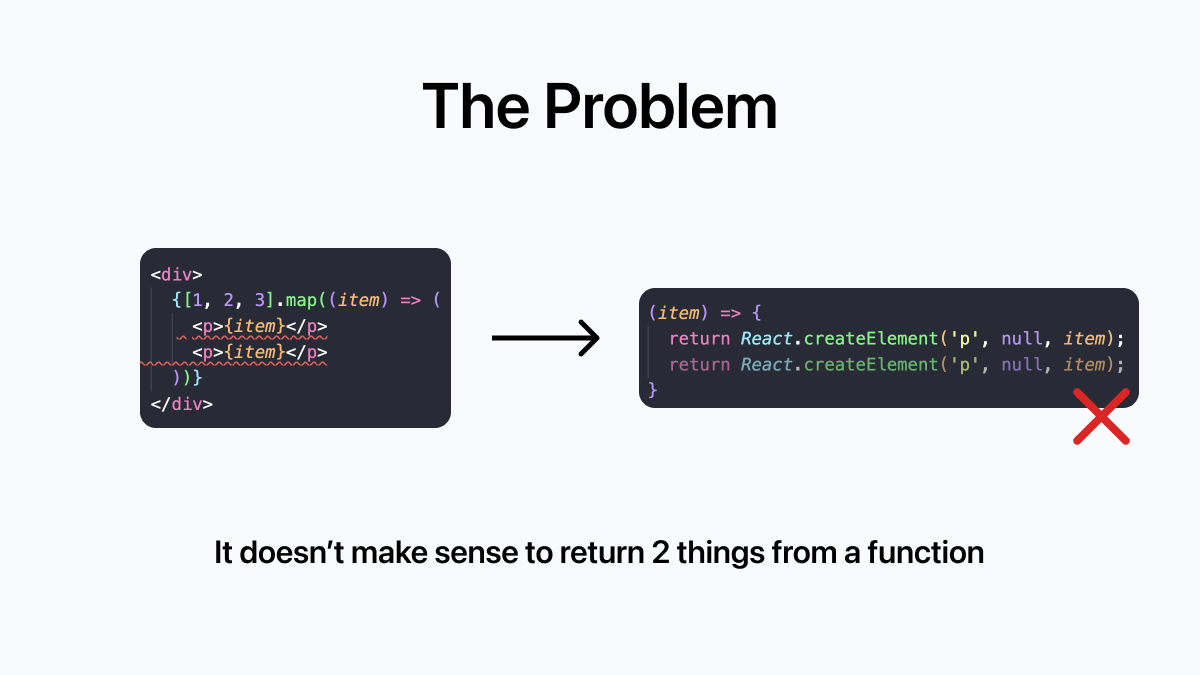 The Problem
<div>
{[1, 2, 3].map((item) => (
<p>{item}</p>
<p>{item}</p>
))}
</div>
(item) => {
return React.createElement('p', null, item);
return React.createElement('p', null, item);
}
It doesn’t make sense to return 2 things from a function